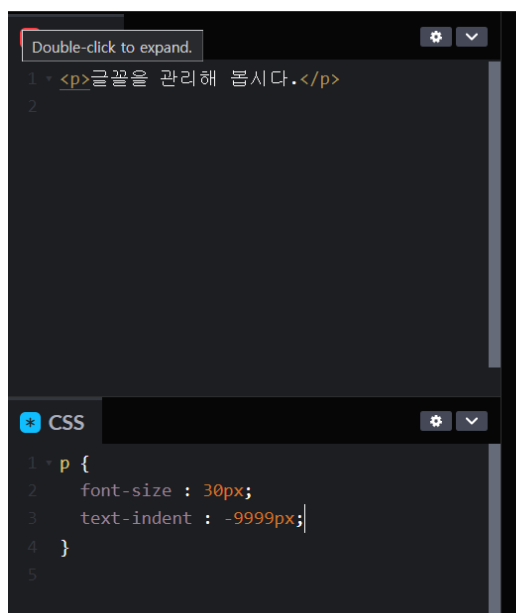 Double-click to expand.
1 <p>글꼴을 관리해 봅시다.</p>
2
CSS
1 p {
2 font-size : 30px;
3 text-indent : -9999px;
4 }
5